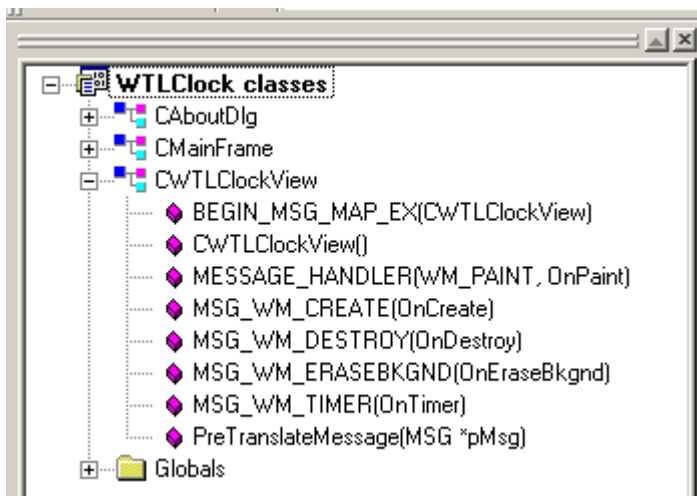 WTLClock classes
CAboutDlg
CMainFrame
CWTLClockView
BEGIN_MSG_MAP_EX(CWTLClockView)
CWTLClockView()
MESSAGE_HANDLER(WM_PAINT, OnPaint)
MSG_WM_CREATE(OnCreate)
MSG_WM_DESTROY(OnDestroy)
MSG_WM_ERASEBKGND(OnEraseBkgnd)
MSG_WM_TIMER(OnTimer)
PreTranslateMessage(MSG *pMsg)
Globals